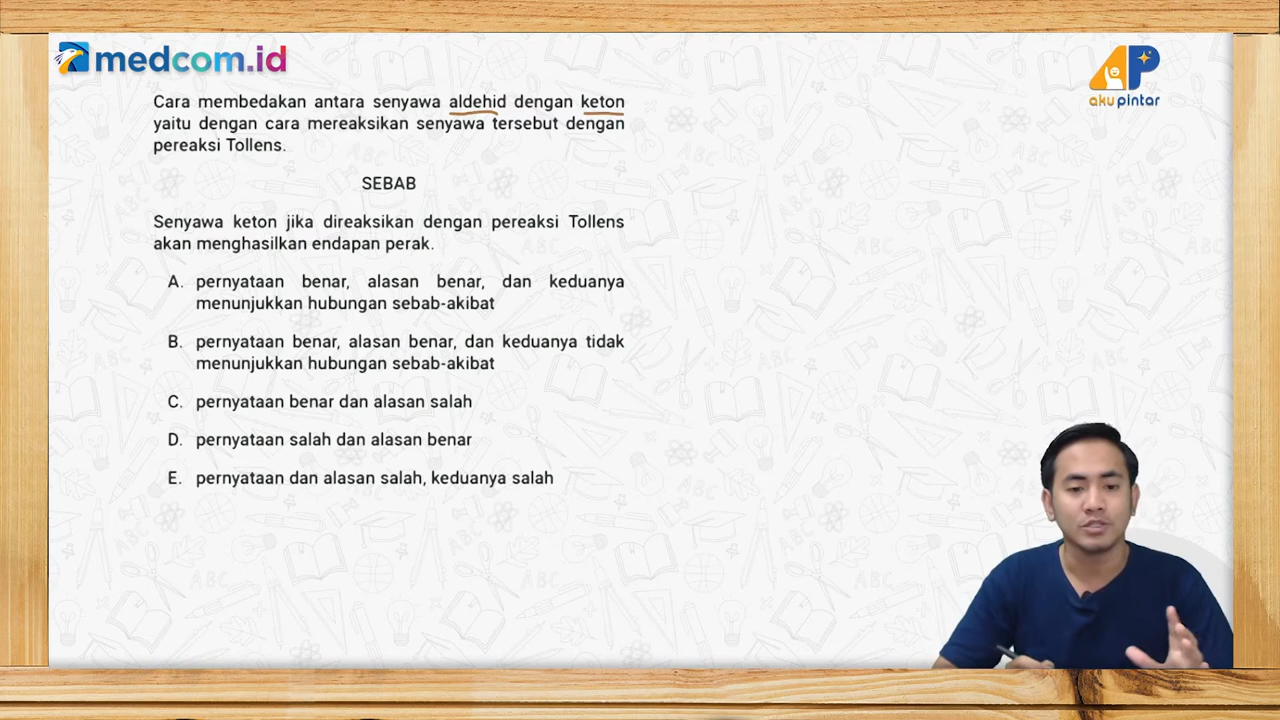 medcom.id
AP
aku pintar
Cara membedakan antara senyawa aldehid dengan keton
yaitu dengan cara mereaksikan senyawa tersebut dengan
pereaksi Tollens.
SEBAB
Senyawa keton jika direaksikan dengan pereaksi Tollens
akan menghasilkan endapan perak.
A. pernyataan benar, alasan benar, dan keduanya
menunjukkan hubungan sebab-akibat
B. pernyataan benar, alasan benar, dan keduanya tidak
menunjukkan hubungan sebab-akibat
C. pernyataan benar dan alasan salah
D. pernyataan salah dan alasan benar
E. pernyataan dan alasan salah, keduanya salah